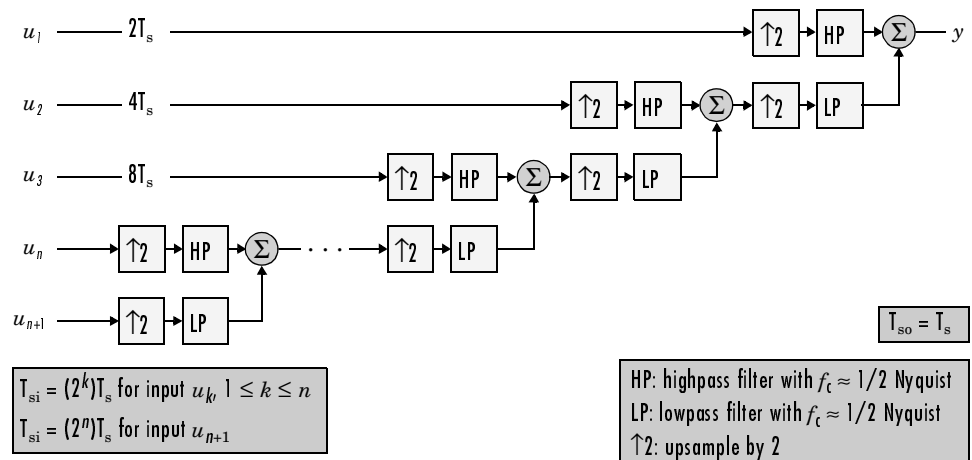 u₁ 2Tₛ ↑2 HP Σ y
u₂ 4Tₛ ↑2 HP Σ ↑2 LP
u₃ 8Tₛ ↑2 HP Σ ↑2 LP
uₙ ↑2 HP Σ · · · ↑2 LP
uₙ₊₁ ↑2 LP
Tₛₒ = Tₛ
Tₛᵢ = (2ᵏ)Tₛ for input uₖ, 1 ≤ k ≤ n
Tₛᵢ = (2ⁿ)Tₛ for input uₙ₊₁
HP: highpass filter with f_c ≈ 1/2 Nyquist
LP: lowpass filter with f_c ≈ 1/2 Nyquist
↑2: upsample by 2